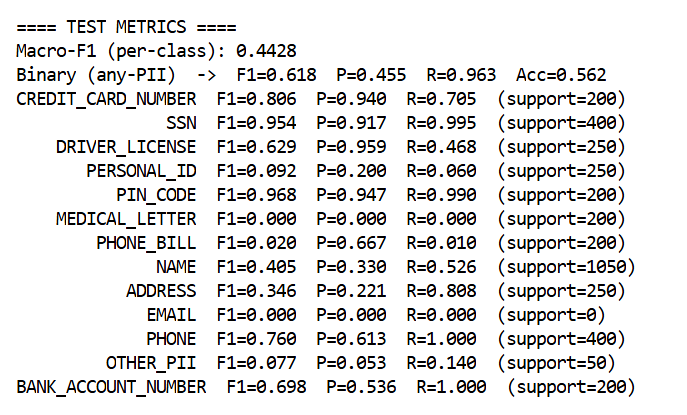 ==== TEST METRICS ====
Macro-F1 (per-class): 0.4428
Binary (any-PII)  ->  F1=0.618  P=0.455  R=0.963  Acc=0.562
CREDIT_CARD_NUMBER  F1=0.806  P=0.940  R=0.705  (support=200)
SSN  F1=0.954  P=0.917  R=0.995  (support=400)
DRIVER_LICENSE  F1=0.629  P=0.959  R=0.468  (support=250)
PERSONAL_ID  F1=0.092  P=0.200  R=0.060  (support=250)
PIN_CODE  F1=0.968  P=0.947  R=0.990  (support=200)
MEDICAL_LETTER  F1=0.000  P=0.000  R=0.000  (support=200)
PHONE_BILL  F1=0.020  P=0.667  R=0.010  (support=200)
NAME  F1=0.405  P=0.330  R=0.526  (support=1050)
ADDRESS  F1=0.346  P=0.221  R=0.808  (support=250)
EMAIL  F1=0.000  P=0.000  R=0.000  (support=0)
PHONE  F1=0.760  P=0.613  R=1.000  (support=400)
OTHER_PII  F1=0.077  P=0.053  R=0.140  (support=50)
BANK_ACCOUNT_NUMBER  F1=0.698  P=0.536  R=1.000  (support=200)